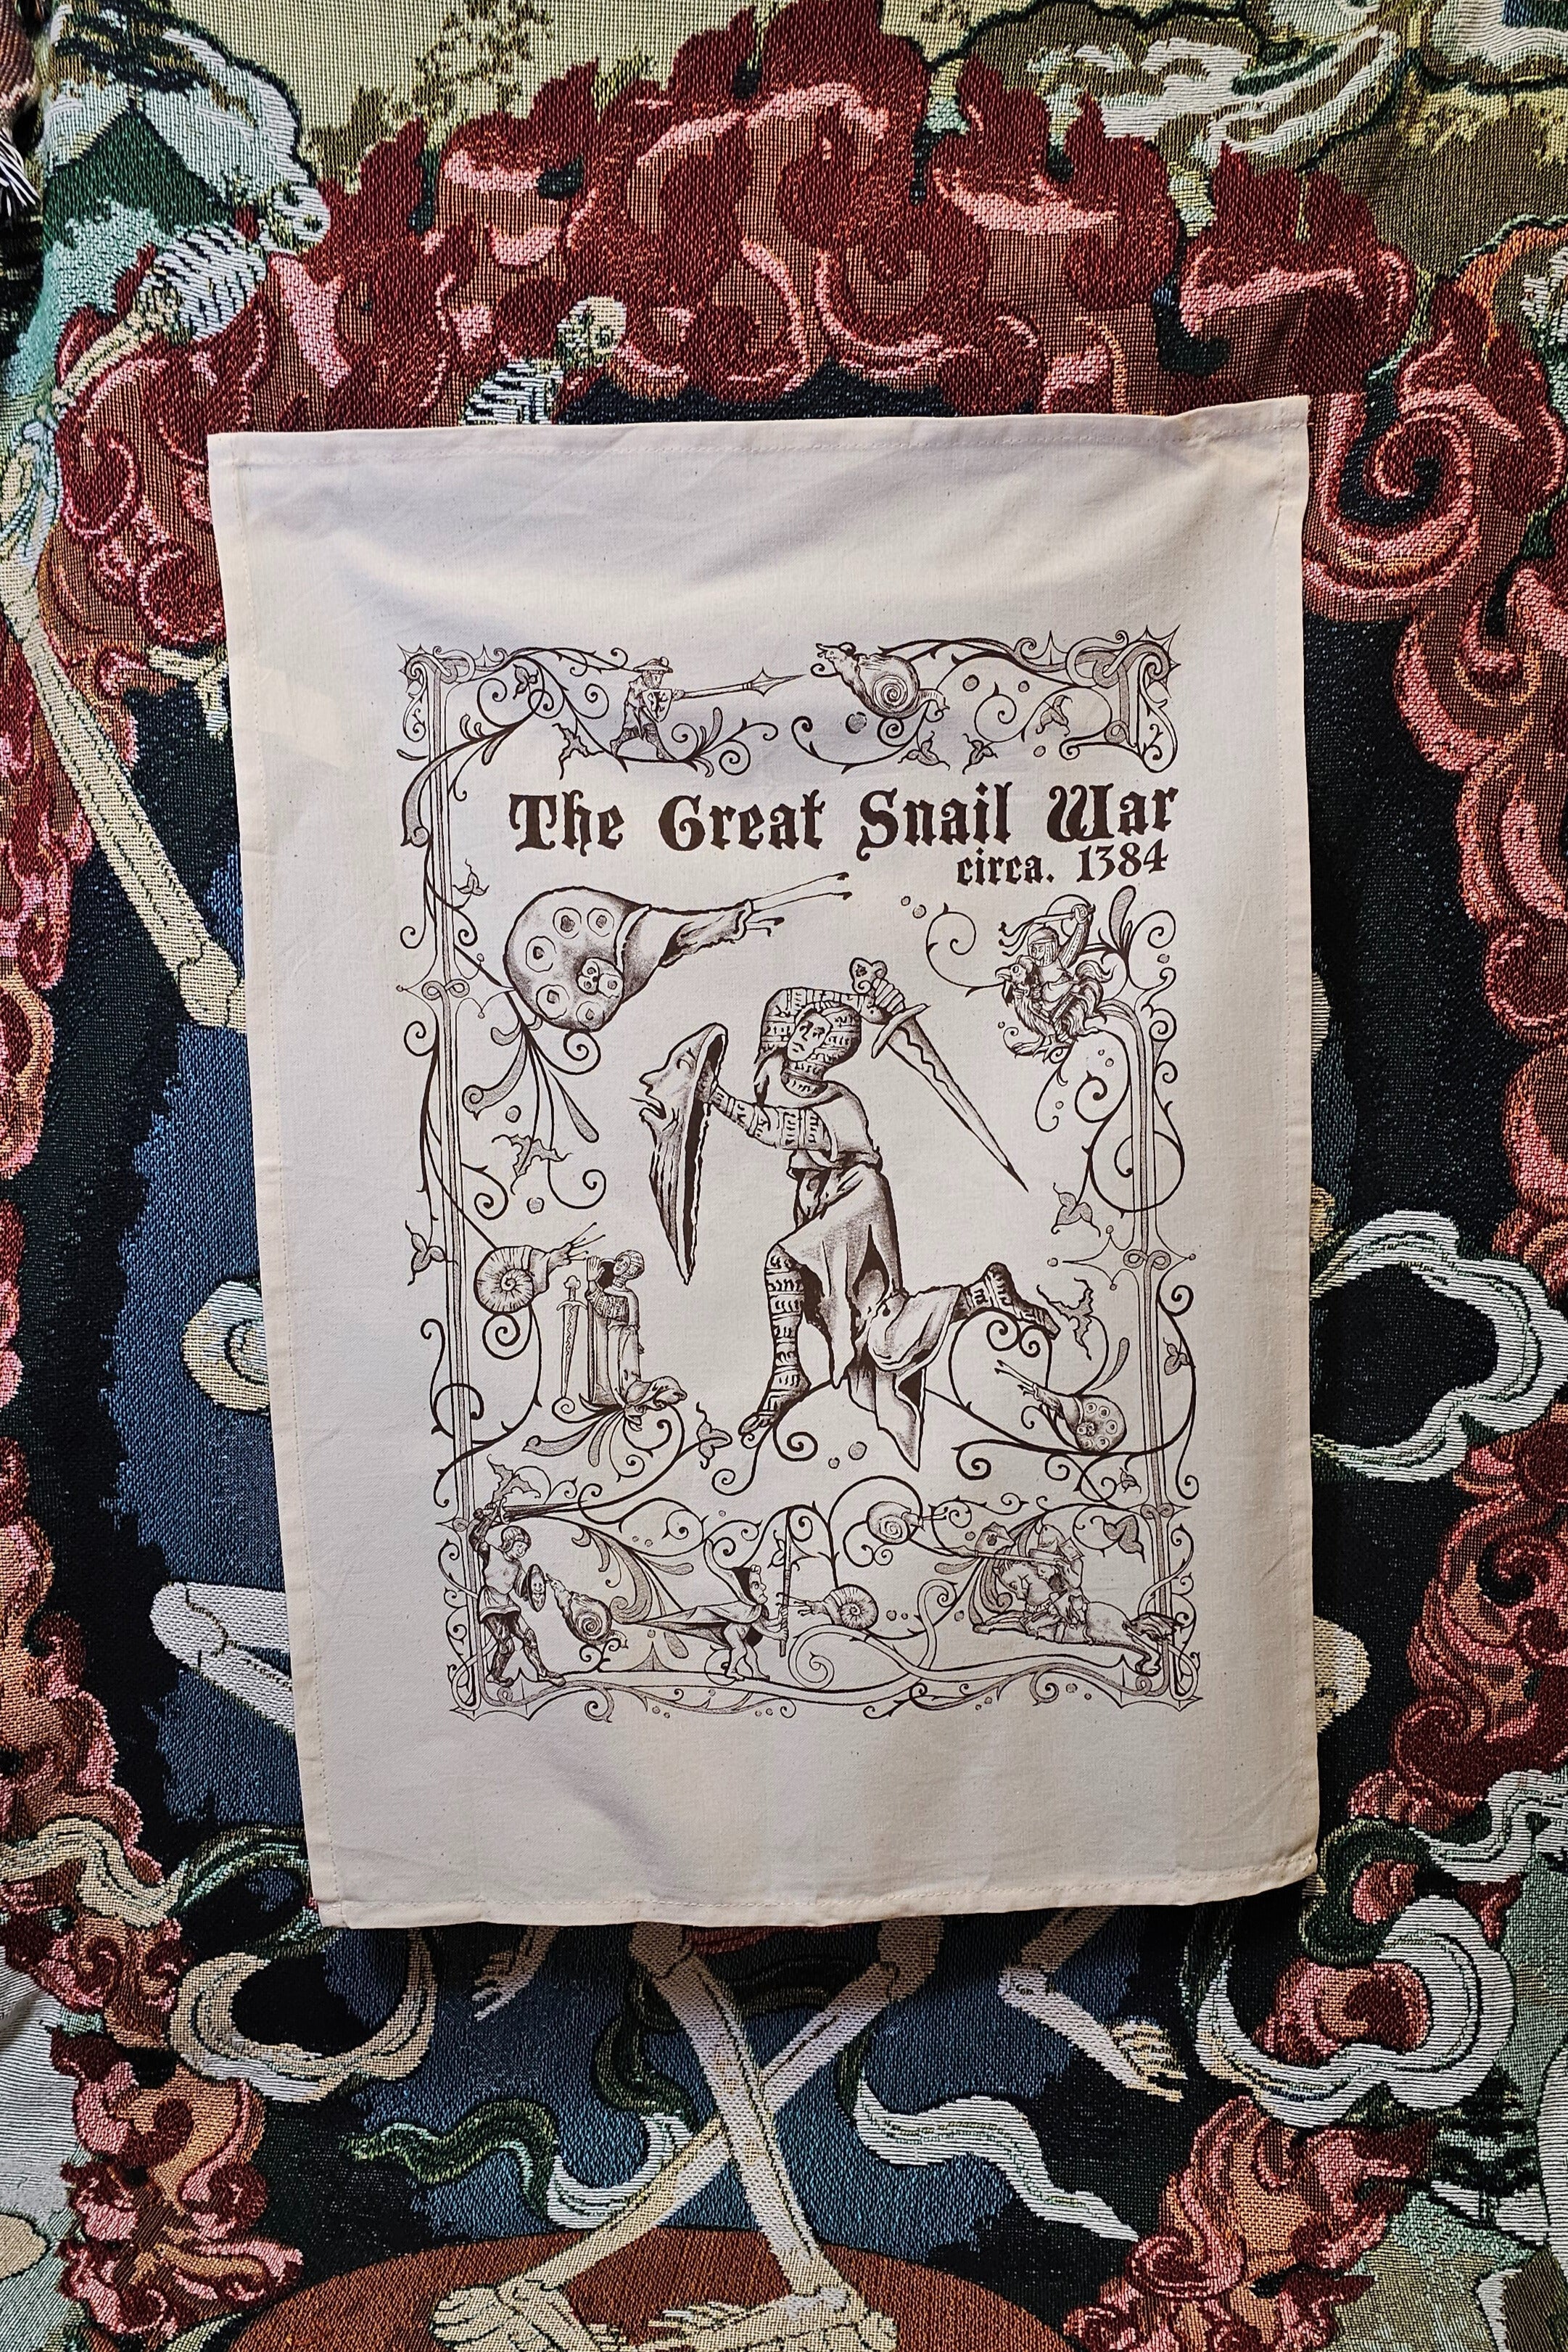 The Great Snail War
circa. 1384